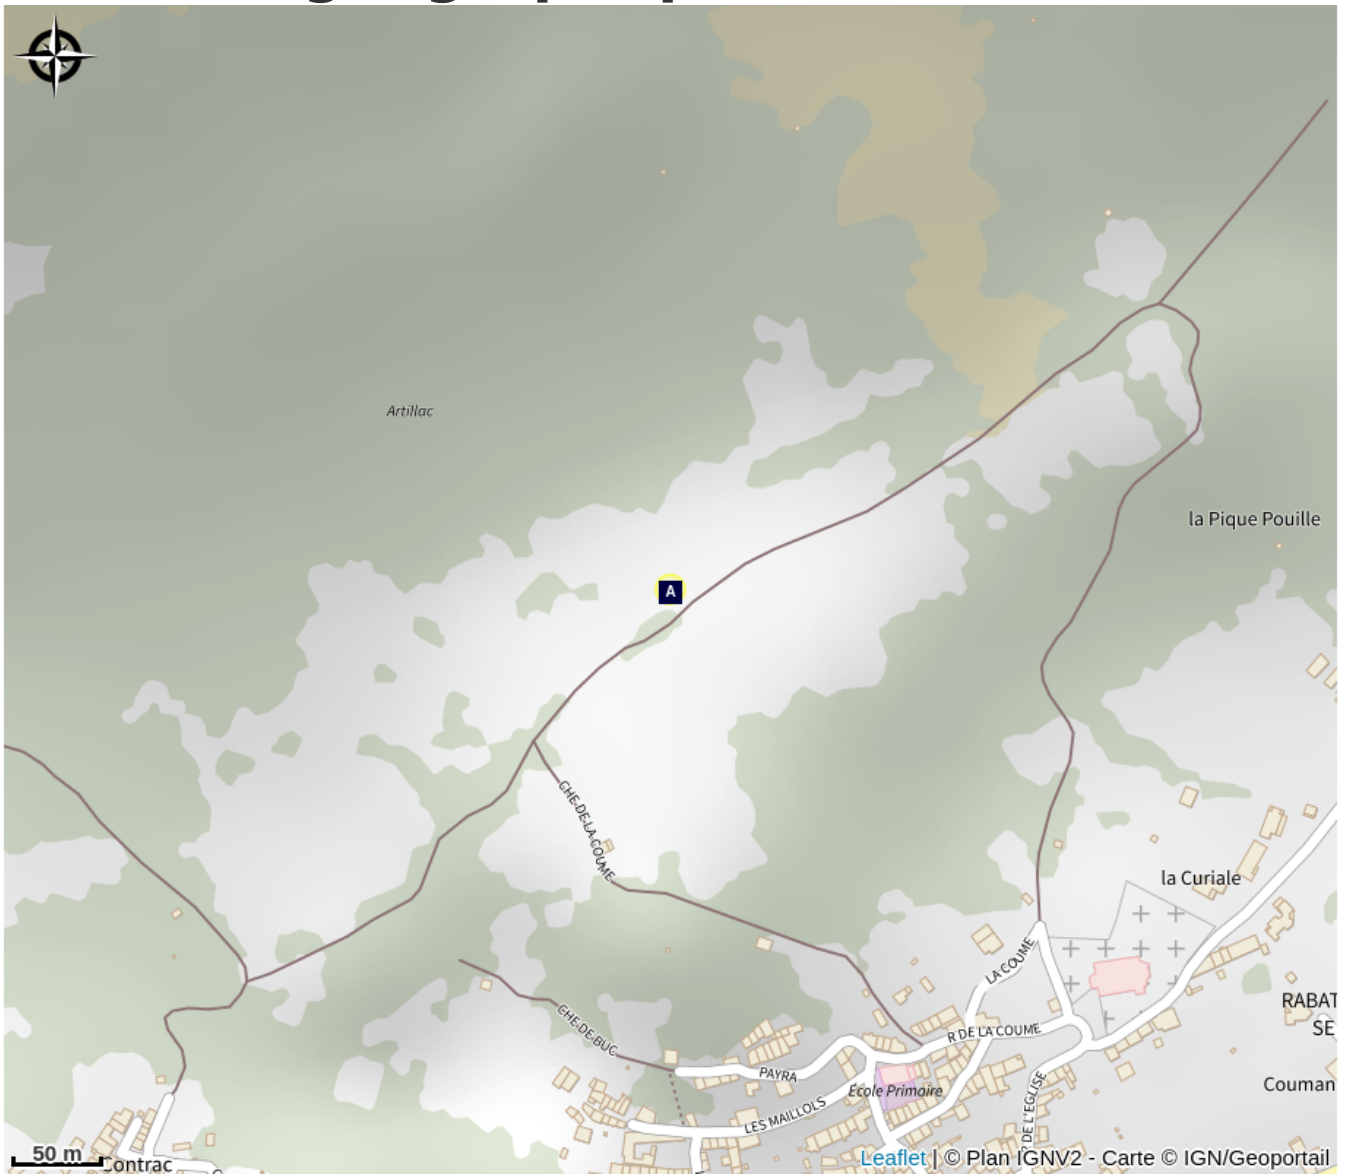 Artillac
la Pique Pouille
A
CHE-DE-LA-COUME
la Curiale
LA COUME
RABAT
SE
CHE-DE-BUC
R DE LA COUME
PAYRA
École Primaire
Couman
LES MAILLOLS
DE L'EGLISE
50 m
Contrac
Leaflet | © Plan IGNV2 - Carte © IGN/Geoportail